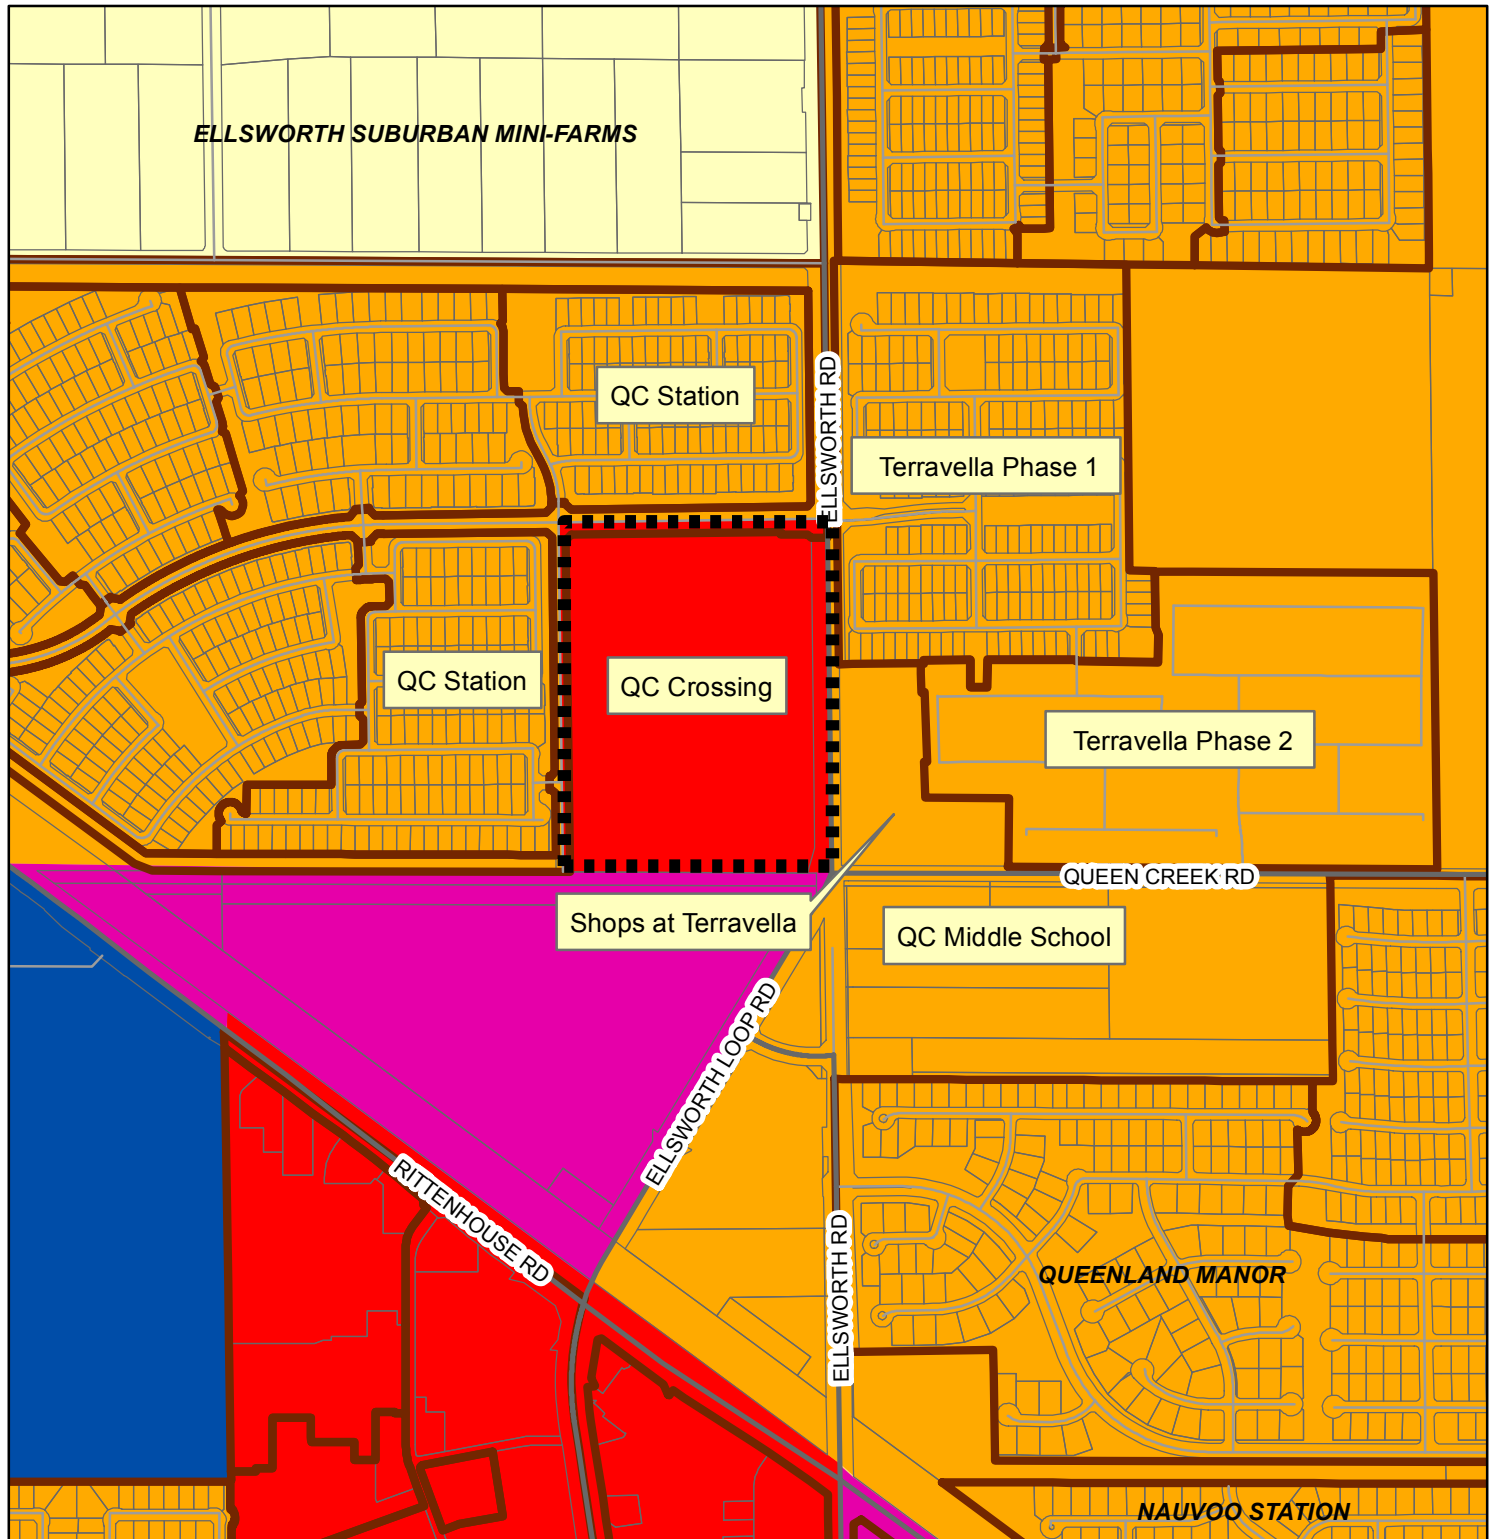 ELLSWORTH SUBURBAN MINI-FARMS
QC Station
ELLSWORTH RD
Terravella Phase 1
QC Station
QC Crossing
Terravella Phase 2
QUEEN CREEK RD
Shops at Terravella
QC Middle School
ELLSWORTH LOOP RD
RITTENHOUSE RD
ELLSWORTH RD
QUEENLAND MANOR
NAUVOO STATION